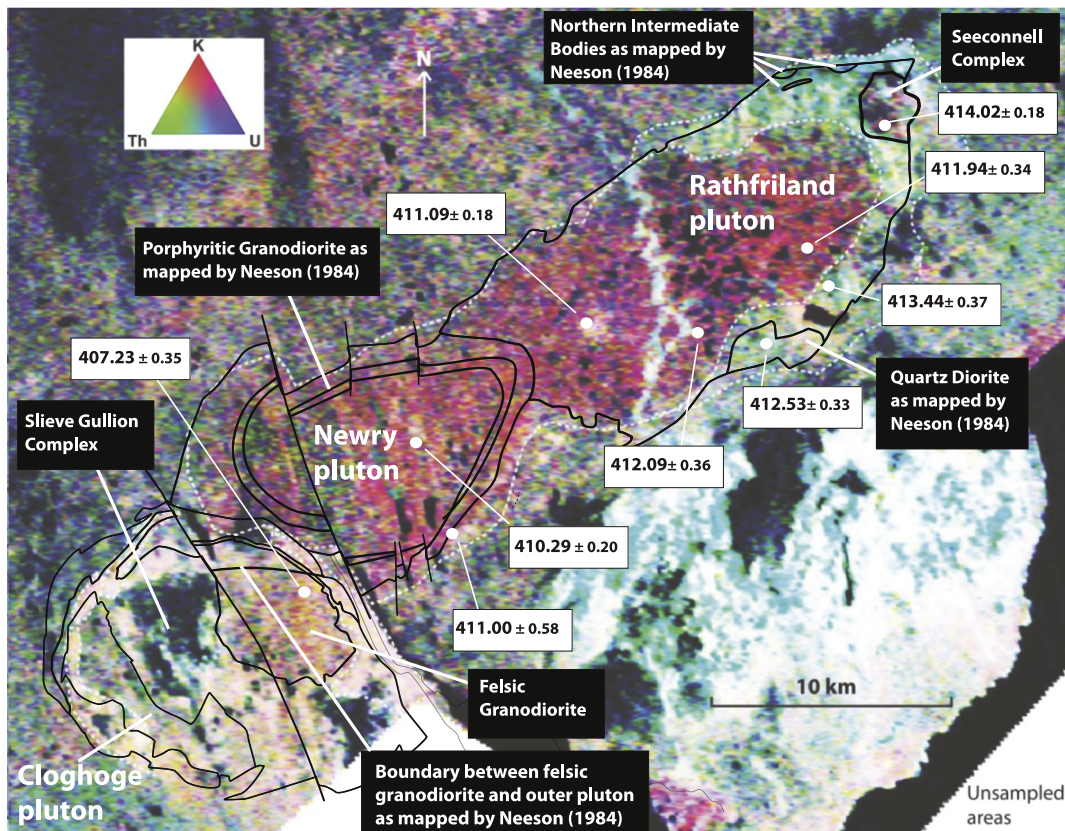 K
Th
U
N
Northern Intermediate
Bodies as mapped by
Neeson (1984)
Seeconnell
Complex
414.02± 0.18
411.94± 0.34
Rathfriland
pluton
411.09± 0.18
Porphyritic Granodiorite as
mapped by Neeson (1984)
413.44± 0.37
407.23 ± 0.35
Quartz Diorite
as mapped by
Neeson (1984)
412.53± 0.33
Slieve Gullion
Complex
Newry
pluton
412.09± 0.36
410.29 ± 0.20
411.00 ± 0.58
Felsic
Granodiorite
10 km
Cloghoge
pluton
Boundary between felsic
granodiorite and outer pluton
as mapped by Neeson (1984)
Unsampled
areas